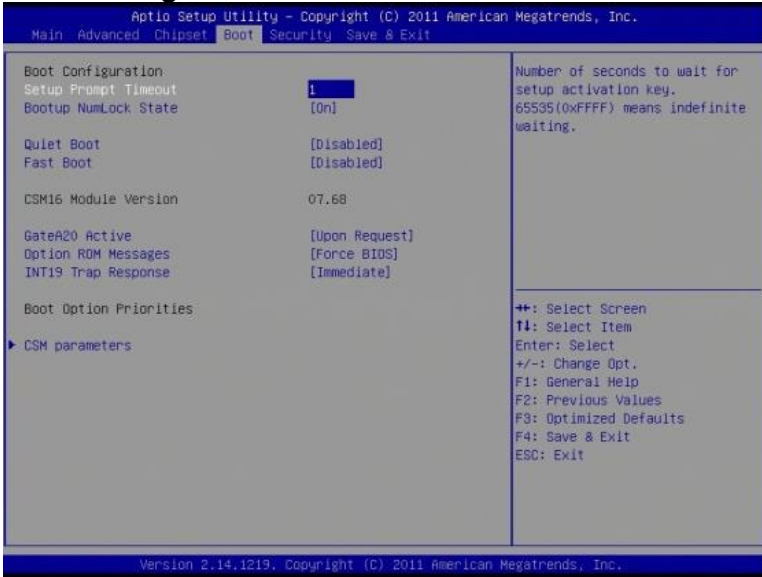 Aptio Setup Utility – Copyright (C) 2011 American Megatrends, Inc.
Main Advanced Chipset Boot Security Save & Exit
Boot Configuration
Setup Prompt Timeout 1
Bootup NumLock State [On]
Quiet Boot [Disabled]
Fast Boot [Disabled]
CSM16 Module Version 07.68
GateA20 Active [Upon Request]
Option ROM Messages [Force BIOS]
INT19 Trap Response [Immediate]
Boot Option Priorities
CSM parameters
Number of seconds to wait for
setup activation key.
65535(0xFFFF) means indefinite
waiting.
→←: Select Screen
↑↓: Select Item
Enter: Select
+/-: Change Opt.
F1: General Help
F2: Previous Values
F3: Optimized Defaults
F4: Save & Exit
ESC: Exit
Version 2.14.1219. Copyright (C) 2011 American Megatrends, Inc.